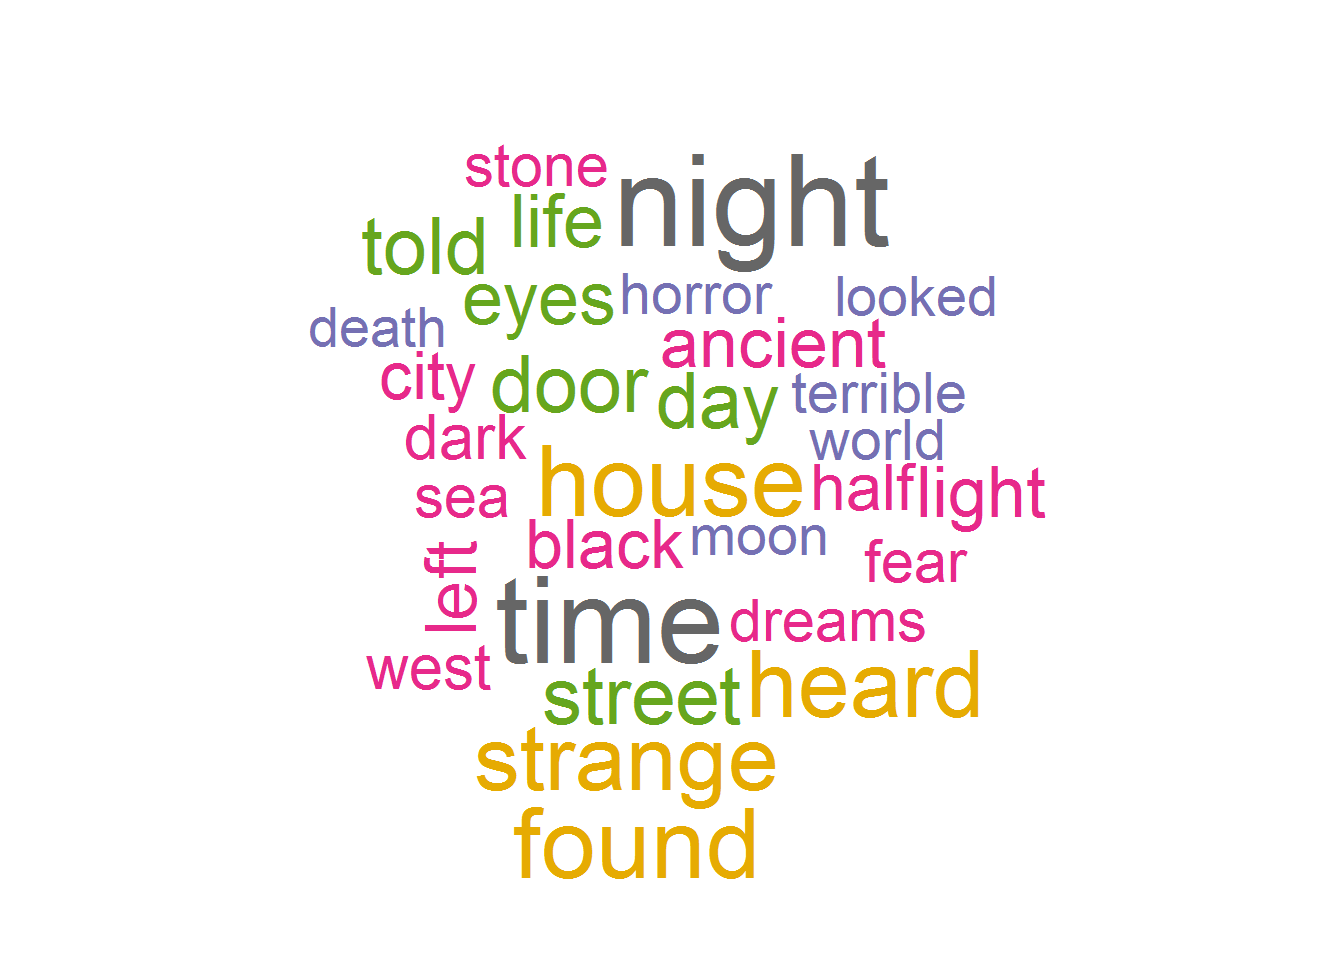 stone
night
life
told
eyes
horror
looked
death
ancient
city
door
day
terrible
dark
world
house
half
light
sea
black
moon
fear
left
time
dreams
west
street
heard
strange
found